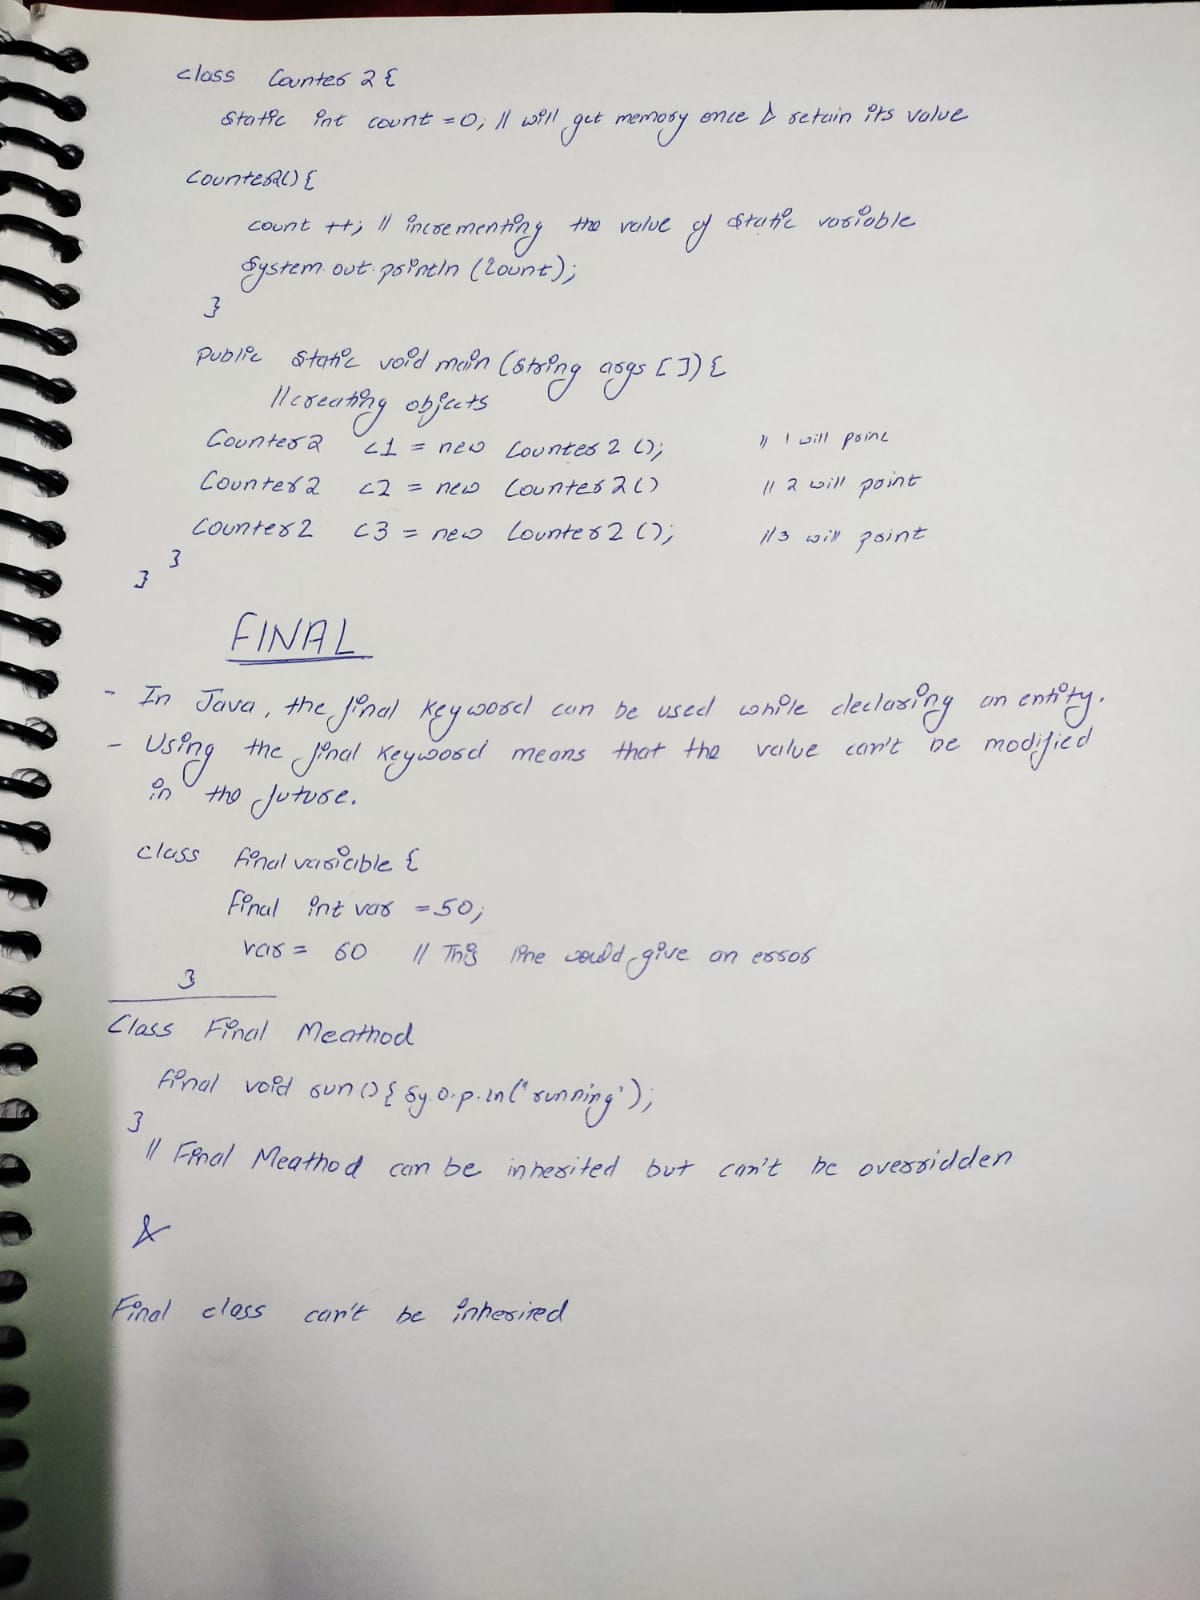 class Counter 2 {
static int count = 0; // will get memory once & retain its value
Counter2() {
count ++; // incrementing the value of static variable
System.out.println (Count);
}
Public static void main (String args [ ]) {
// creating objects
Counter2 c1 = new Counter 2 (); // 1 will print
Counter2 c2 = new Counter2 () // 2 will print
Counter2 c3 = new Counter2 (); // 3 will print
}
}
FINAL
- In Java, the final keyword can be used while declaring an entity.
- Using the final keyword means that the value can't be modified
in the future.
class final variable {
final int var = 50;
var = 60 // This line would give an error
}
Class Final Meathod
final void run () { Sy.o.p.ln("running");
}
// Final Meathod can be inherited but can't be overridden
&
Final class can't be inherited